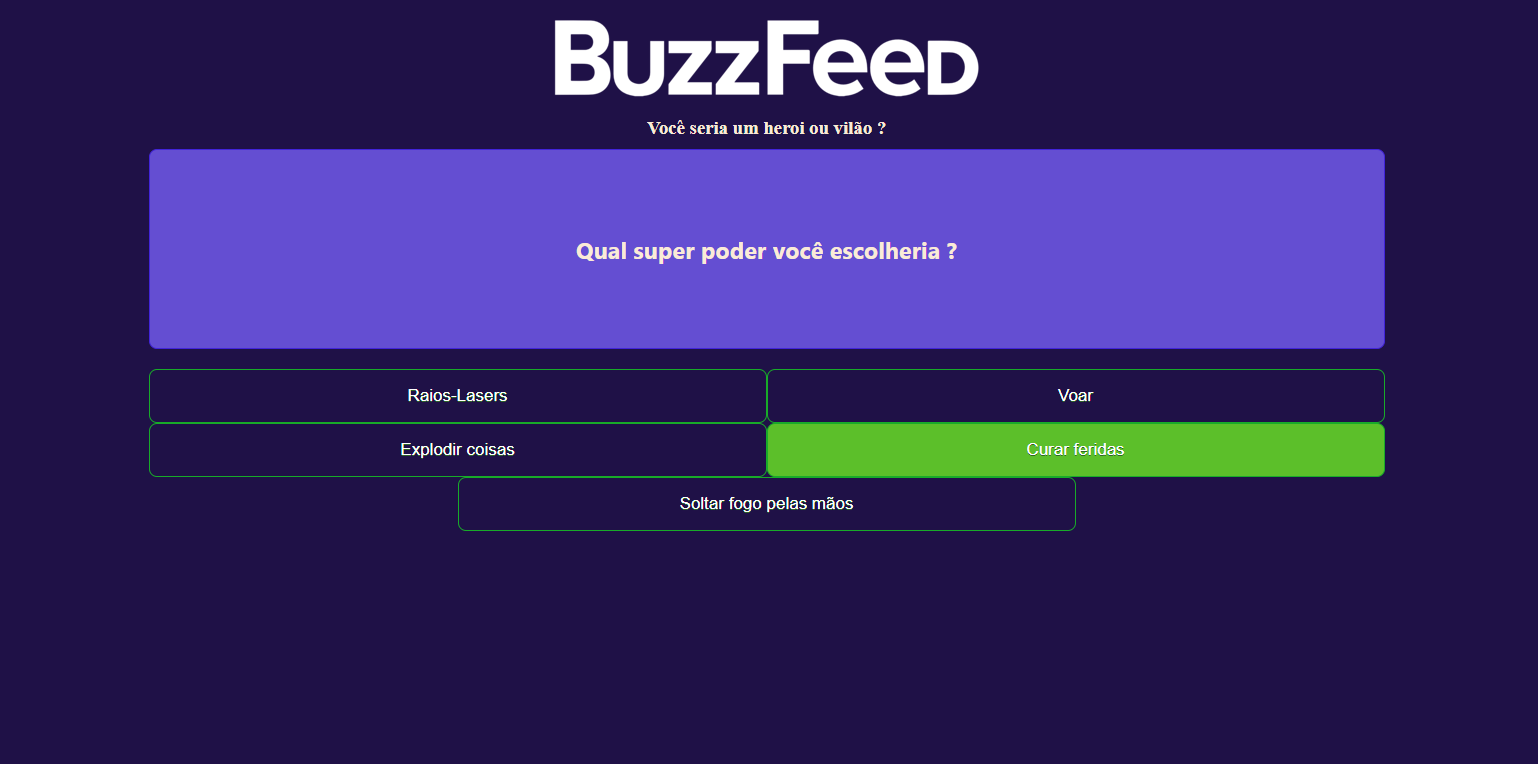 BuzzFeed
Você seria um heroi ou vilão ?
Qual super poder você escolheria ?
Raios-Lasers
Voar
Explodir coisas
Curar feridas
Soltar fogo pelas mãos